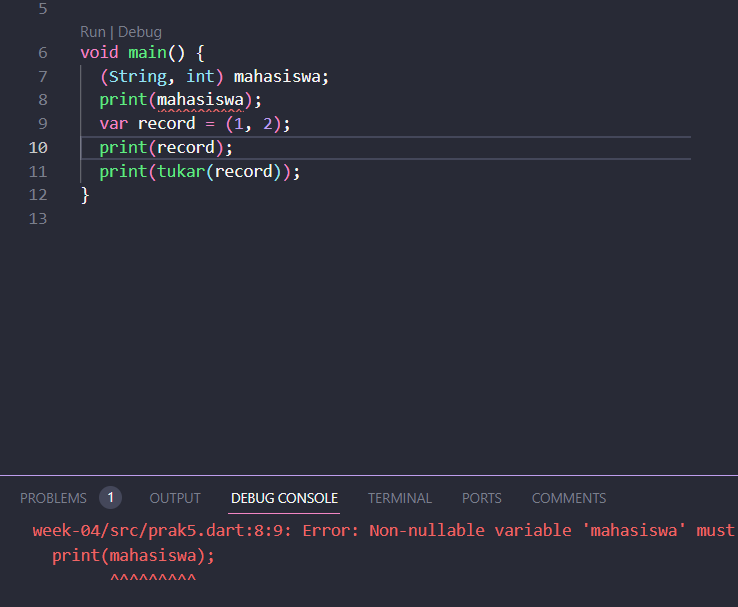 5
Run | Debug
6 void main() {
7 (String, int) mahasiswa;
8 print(mahasiswa);
9 var record = (1, 2);
10 print(record);
11 print(tukar(record));
12 }
13
PROBLEMS 1 OUTPUT DEBUG CONSOLE TERMINAL PORTS COMMENTS
week-04/src/prak5.dart:8:9: Error: Non-nullable variable 'mahasiswa' must
print(mahasiswa);
^^^^^^^^^